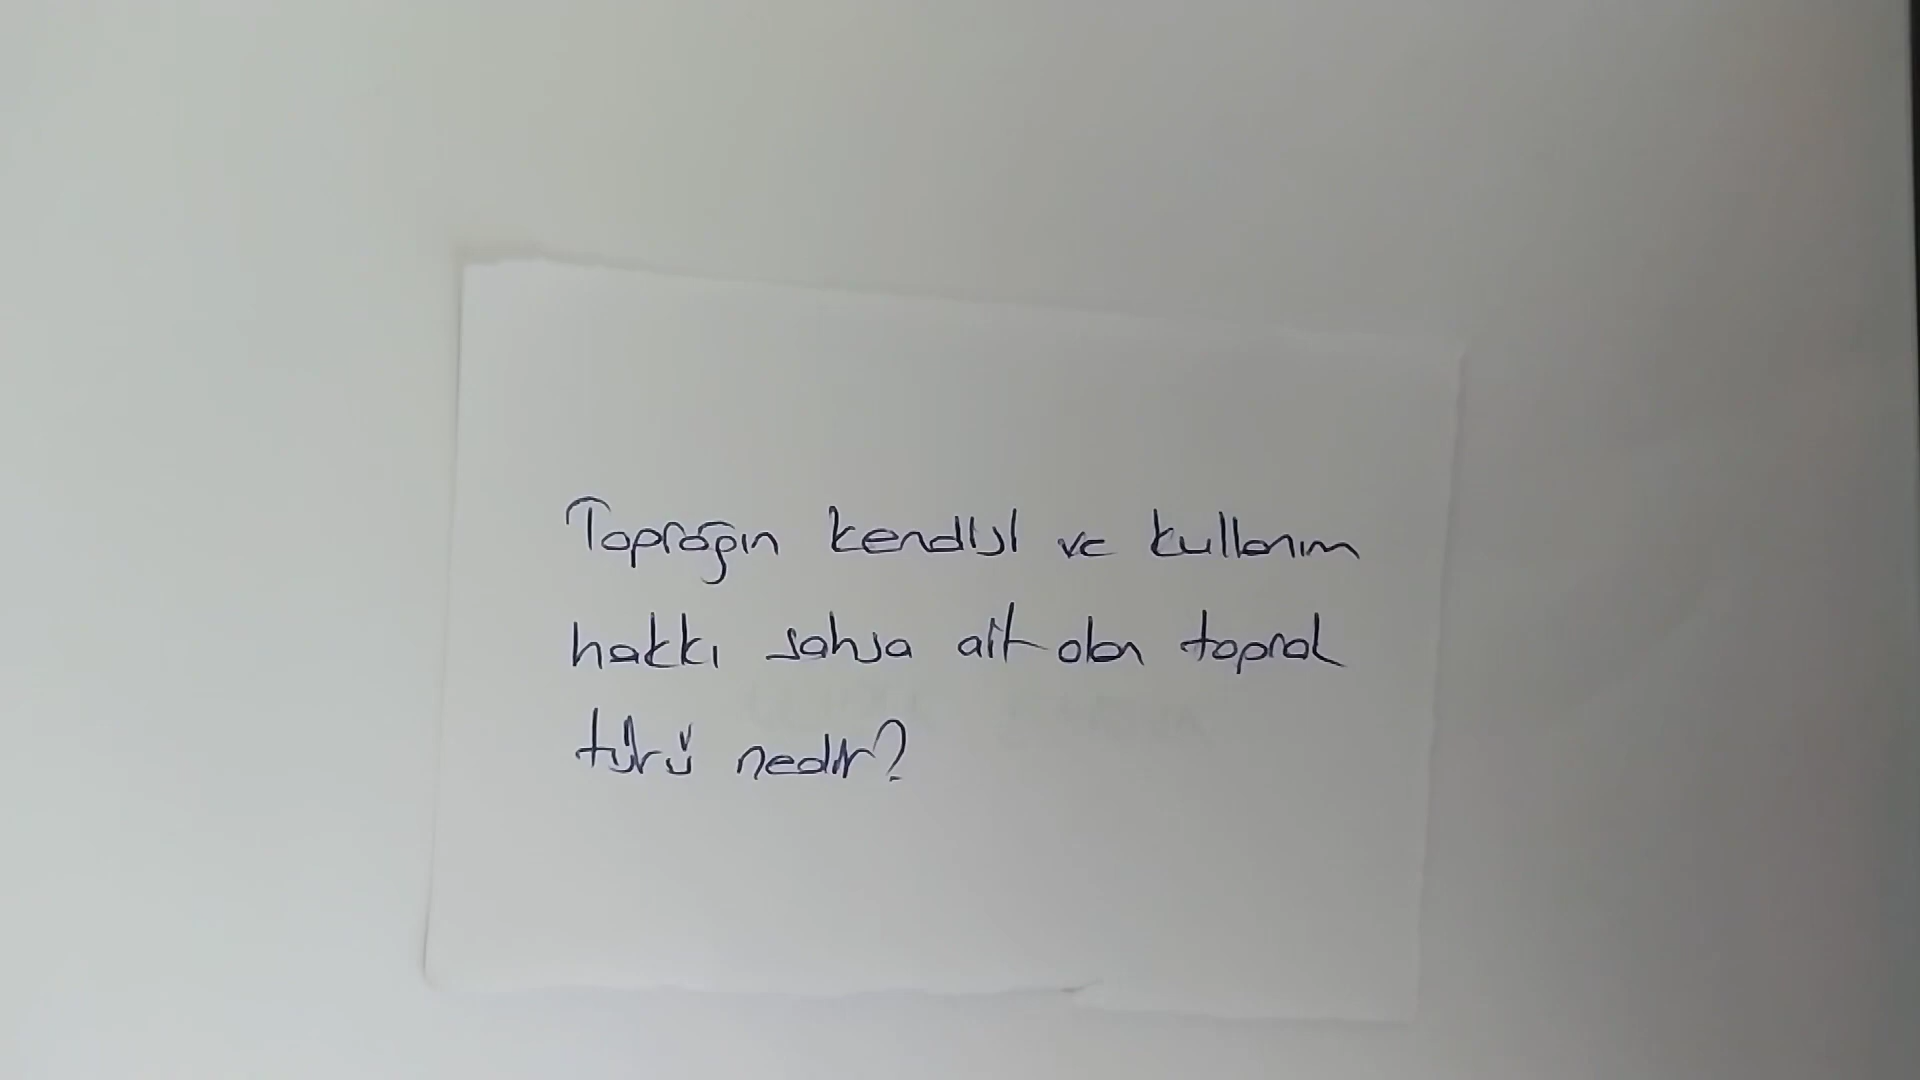 Toprağın kendisi ve kullanım
hakkı şahsa ait olan toprak
türü nedir?